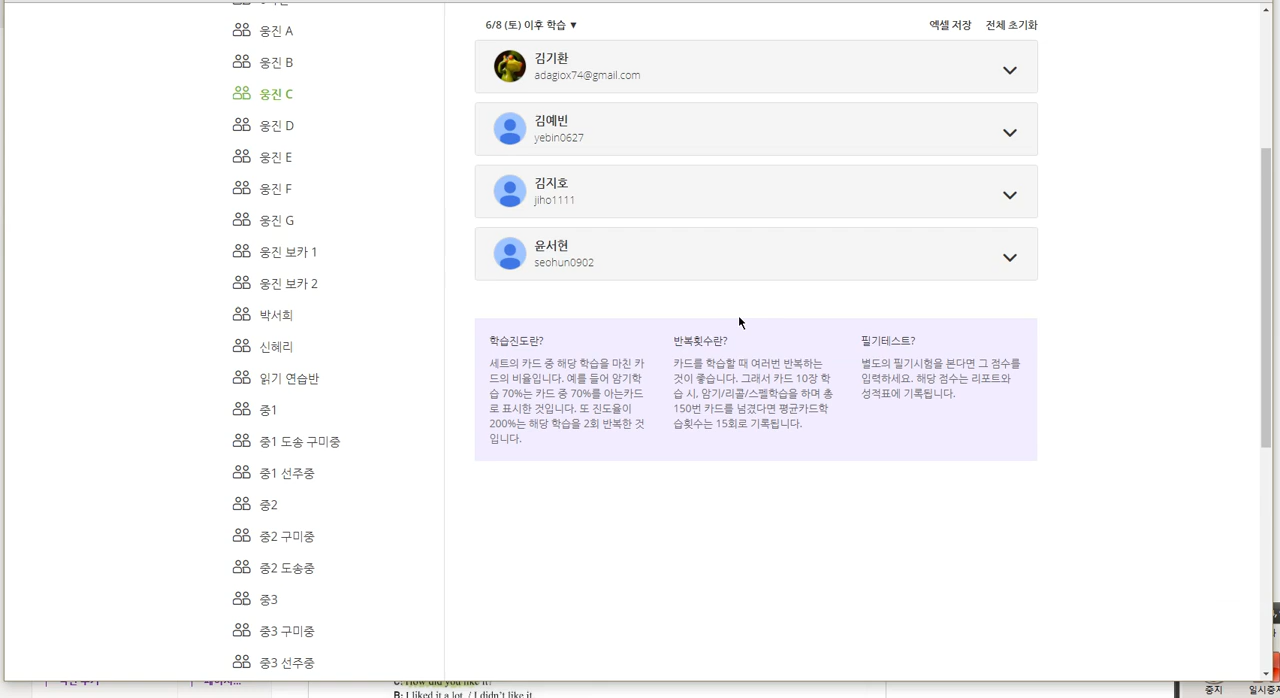 웅진 A
웅진 B
웅진 C
웅진 D
웅진 E
웅진 F
웅진 G
웅진 보카 1
웅진 보카 2
박서희
신혜리
읽기 연습반
중1
중1 도송 구미중
중1 선주중
중2
중2 구미중
중2 도송중
중3
중3 구미중
중3 선주중
6/8 (토) 이후 학습 ▼
엑셀 저장 전체 초기화
김기환
adagiox74@gmail.com
김예빈
yebin0627
김지호
jiho1111
윤서현
seohun0902
학습진도란?
세트의 카드 중 해당 학습을 마친 카
드의 비율입니다. 예를 들어 암기학
습 70%는 카드 중 70%를 아는카드
로 표시한 것입니다. 또 진도율이
200%는 해당 학습을 2회 반복한 것
입니다.
반복횟수란?
카드를 학습할 때 여러번 반복하는
것이 좋습니다. 그래서 카드 10장 학
습 시, 암기/리콜/스펠학습을 하며 총
150번 카드를 넘겼다면 평균카드학
습횟수는 15회로 기록됩니다.
필기테스트?
별도의 필기시험을 본다면 그 점수를
입력하세요. 해당 점수는 리포트와
성적표에 기록됩니다.
How did you like it?
B: I liked it a lot. / I didn't like it
중지 일시중지